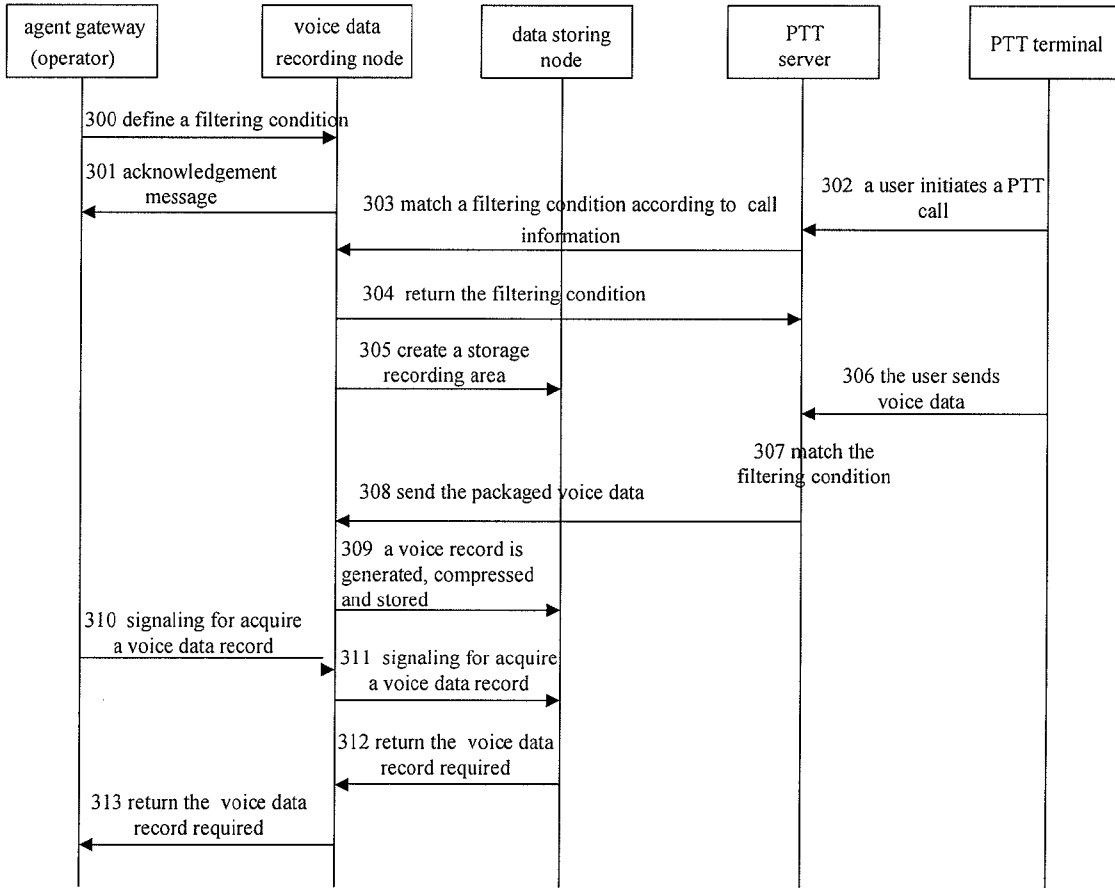 agent gateway
(operator)
voice data
recording node
data storing
node
PTT
server
PTT terminal
300 define a filtering condition
301 acknowledgement
message
302 a user initiates a PTT
call
303 match a filtering condition according to call
information
304 return the filtering condition
305 create a storage
recording area
306 the user sends
voice data
307 match the
filtering condition
308 send the packaged voice data
309 a voice record is
generated, compressed
and stored
310 signaling for acquire
a voice data record
311 signaling for acquire
a voice data record
312 return the voice data
record required
313 return the voice data
record required